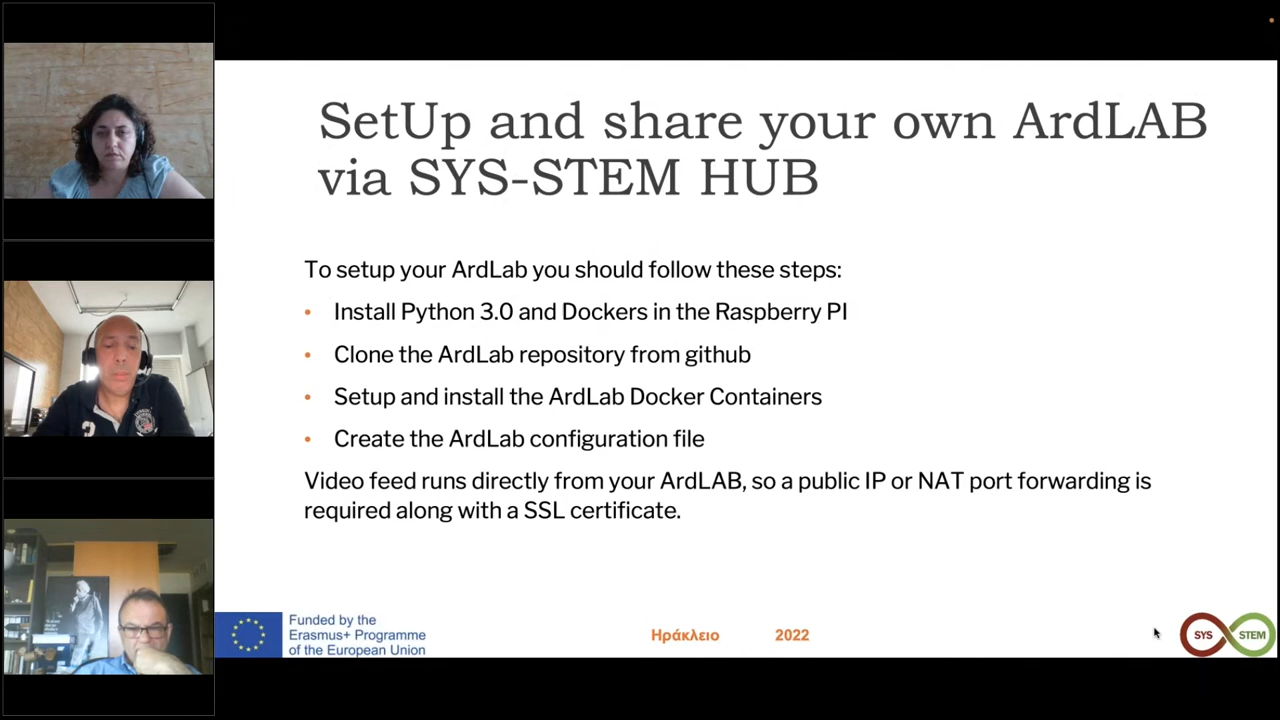 SetUp and share your own ArdLAB
via SYS-STEM HUB
To setup your ArdLab you should follow these steps:
• Install Python 3.0 and Dockers in the Raspberry PI
• Clone the ArdLab repository from github
• Setup and install the ArdLab Docker Containers
• Create the ArdLab configuration file
Video feed runs directly from your ArdLAB, so a public IP or NAT port forwarding is
required along with a SSL certificate.
Funded by the
Erasmus+ Programme
of the European Union
Ηράκλειο 2022
SYS STEM